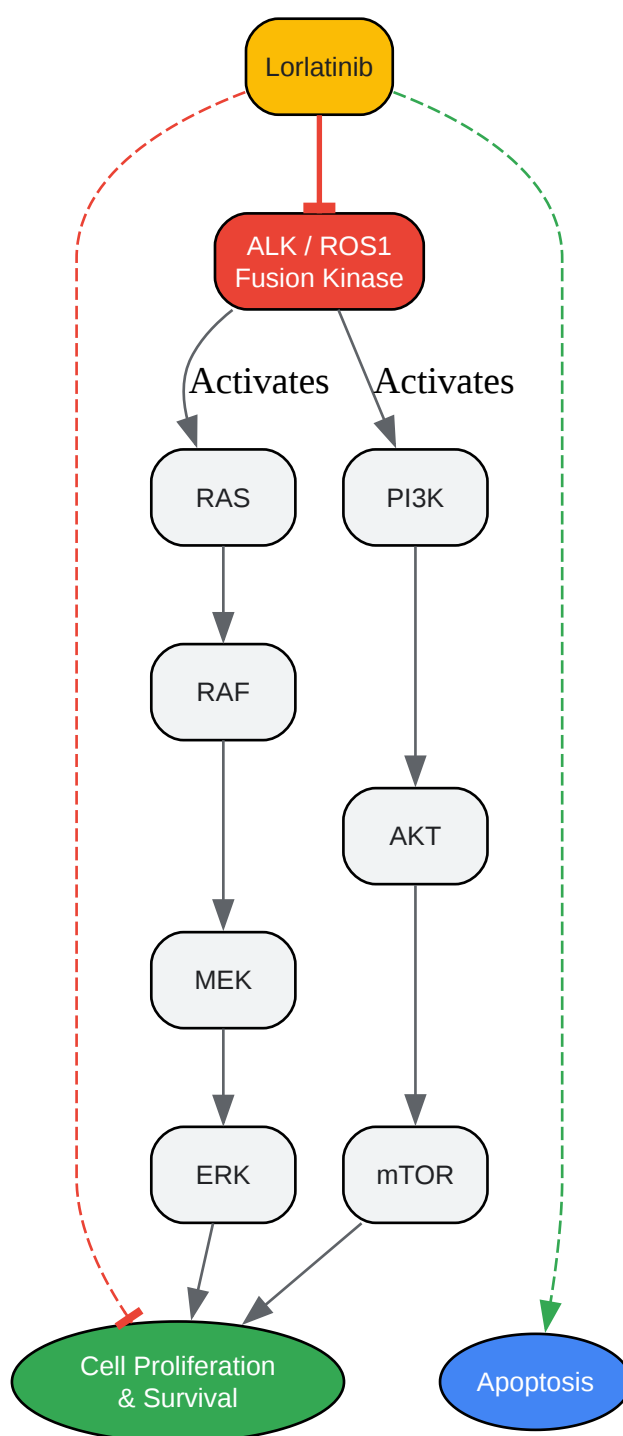 Lorlatinib
ALK / ROS1
Fusion Kinase
Activates
Activates
RAS
PI3K
RAF
AKT
MEK
ERK
mTOR
Cell Proliferation
& Survival
Apoptosis